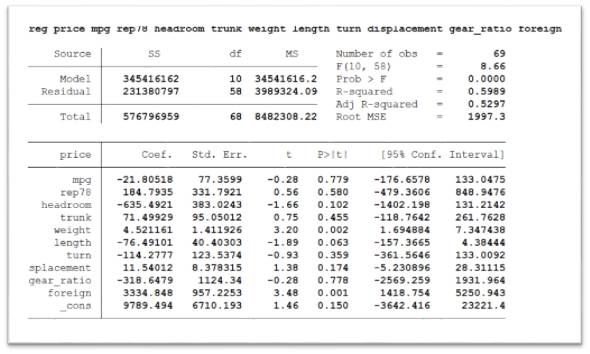 reg price mpg rep78 headroom trunk weight length turn displacement gear_ratio foreign
Source SS df MS Number of obs = 69
F(10, 58) = 8.66
Model 345416162 10 34541616.2 Prob > F = 0.0000
Residual 231380797 58 3989324.09 R-squared = 0.5989
Adj R-squared = 0.5297
Total 576796959 68 8482308.22 Root MSE = 1997.3
price Coef. Std. Err. t P>|t| [95% Conf. Interval]
mpg -21.80518 77.3599 -0.28 0.779 -176.6578 133.0475
rep78 184.7935 331.7921 0.56 0.580 -479.3606 848.9476
headroom -635.4921 383.0243 -1.66 0.102 -1402.198 131.2142
trunk 71.49929 95.05012 0.75 0.455 -118.7642 261.7628
weight 4.521161 1.411926 3.20 0.002 1.694884 7.347438
length -76.49101 40.40303 -1.89 0.063 -157.3665 4.38444
turn -114.2777 123.5374 -0.93 0.359 -361.5646 133.0092
splacement 11.54012 8.378315 1.38 0.174 -5.230896 28.31115
gear_ratio -318.6479 1124.34 -0.28 0.778 -2569.259 1931.964
foreign 3334.848 957.2253 3.48 0.001 1418.754 5250.943
_cons 9789.494 6710.193 1.46 0.150 -3642.416 23221.4